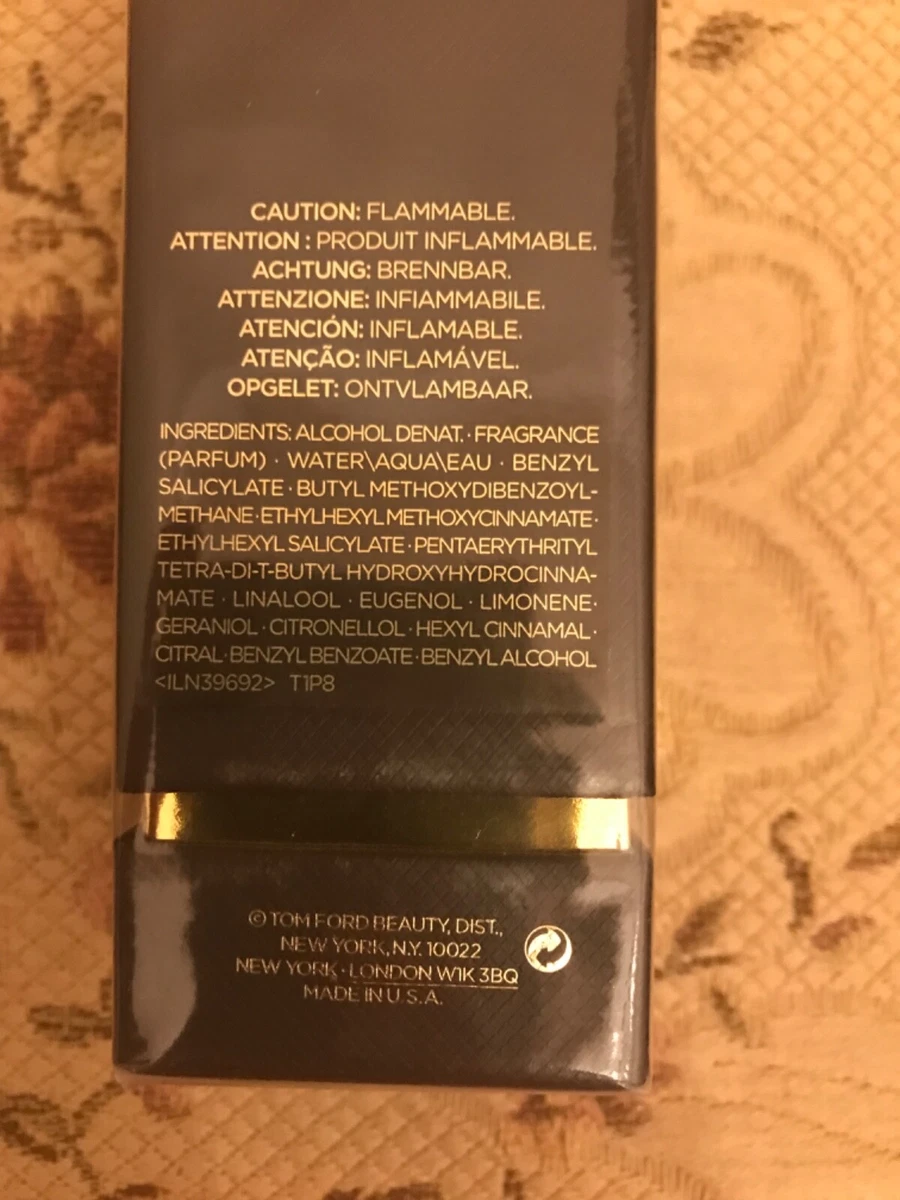 CAUTION: FLAMMABLE.
ATTENTION : PRODUIT INFLAMMABLE.
ACHTUNG: BRENNBAR.
ATTENZIONE: INFIAMMABILE.
ATENCIÓN: INFLAMABLE.
ATENÇÃO: INFLAMÁVEL.
OPGELET: ONTVLAMBAAR.
INGREDIENTS: ALCOHOL DENAT. · FRAGRANCE
(PARFUM) · WATER\AQUA\EAU · BENZYL
SALICYLATE · BUTYL METHOXYDIBENZOYL-
METHANE · ETHYLHEXYL METHOXYCINNAMATE ·
ETHYLHEXYL SALICYLATE · PENTAERYTHRITYL
TETRA-DI-T-BUTYL HYDROXYHYDROCINNA-
MATE · LINALOOL · EUGENOL · LIMONENE ·
GERANIOL · CITRONELLOL · HEXYL CINNAMAL ·
CITRAL · BENZYL BENZOATE · BENZYL ALCOHOL
<ILN39692> T1P8
© TOM FORD BEAUTY, DIST.,
NEW YORK, N.Y. 10022
NEW YORK · LONDON W1K 3BQ
MADE IN U.S.A.